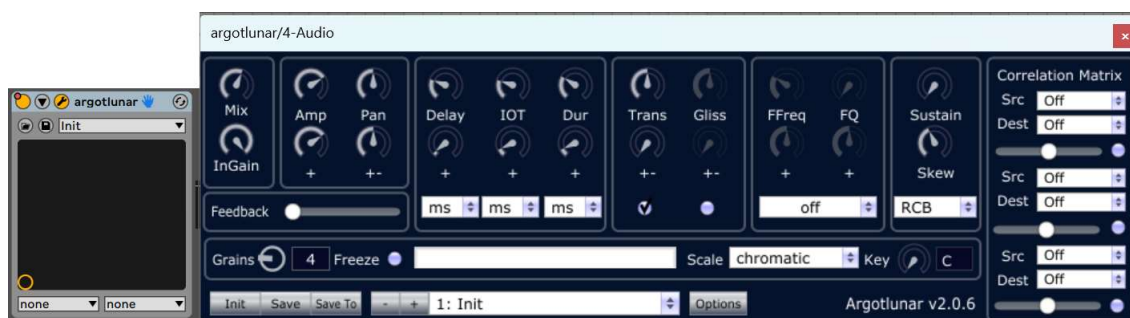 argotlunar
Init
none none
argotlunar/4-Audio
x
Mix
InGain
Amp Pan
+ +-
Feedback
Delay IOT Dur
+ + +
ms ms ms
Trans Gliss
+- +-
FFreq FQ
+ +
off
Sustain
Skew
RCB
Grains 4 Freeze Scale chromatic Key C
Init Save Save To - + 1: Init Options Argotlunar v2.0.6
Correlation Matrix
Src Off
Dest Off
Src Off
Dest Off
Src Off
Dest Off